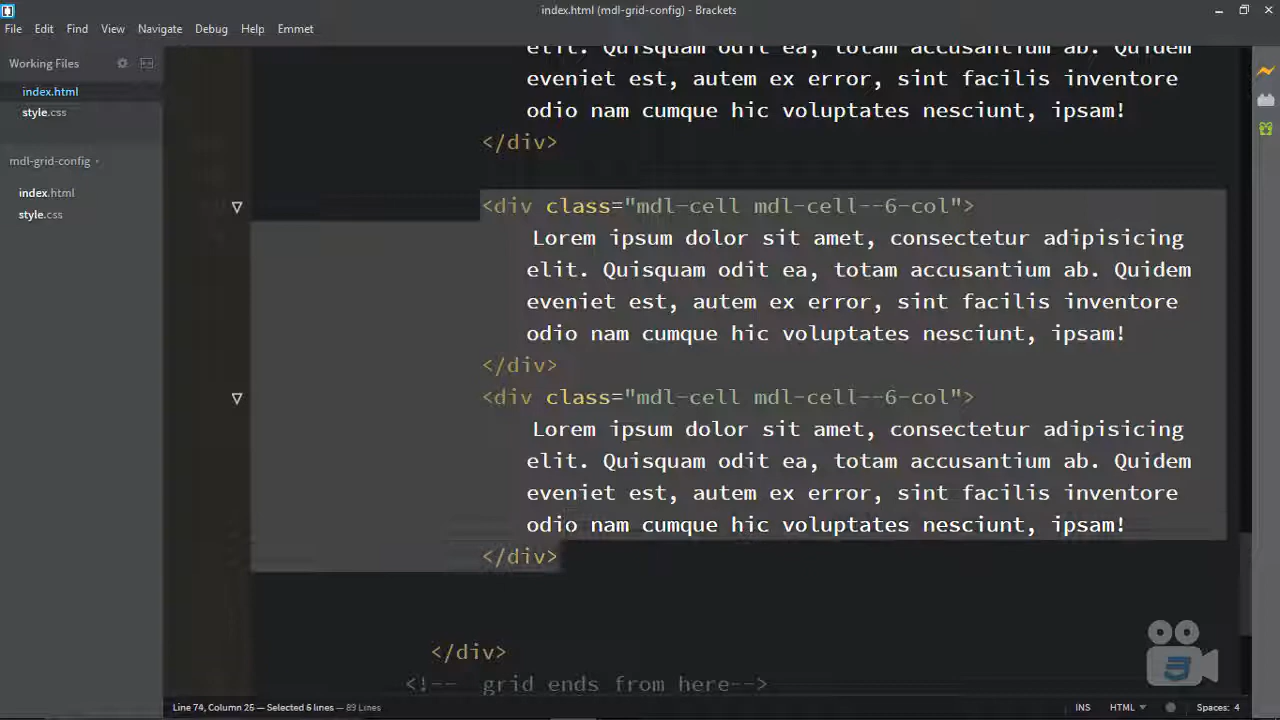 index.html (mdl-grid-config) - Brackets
File Edit Find View Navigate Debug Help Emmet
Working Files
index.html
style.css
mdl-grid-config
index.html
style.css
elit. Quisquam odit ea, totam accusantium ab. Quidem
eveniet est, autem ex error, sint facilis inventore
odio nam cumque hic voluptates nesciunt, ipsam!
</div>
<div class="mdl-cell mdl-cell--6-col">
Lorem ipsum dolor sit amet, consectetur adipisicing
elit. Quisquam odit ea, totam accusantium ab. Quidem
eveniet est, autem ex error, sint facilis inventore
odio nam cumque hic voluptates nesciunt, ipsam!
</div>
<div class="mdl-cell mdl-cell--6-col">
Lorem ipsum dolor sit amet, consectetur adipisicing
elit. Quisquam odit ea, totam accusantium ab. Quidem
eveniet est, autem ex error, sint facilis inventore
odio nam cumque hic voluptates nesciunt, ipsam!
</div>
</div>
<!-- grid ends from here-->
Line 74, Column 25 — Selected 6 lines — 89 Lines
INS HTML Spaces: 4